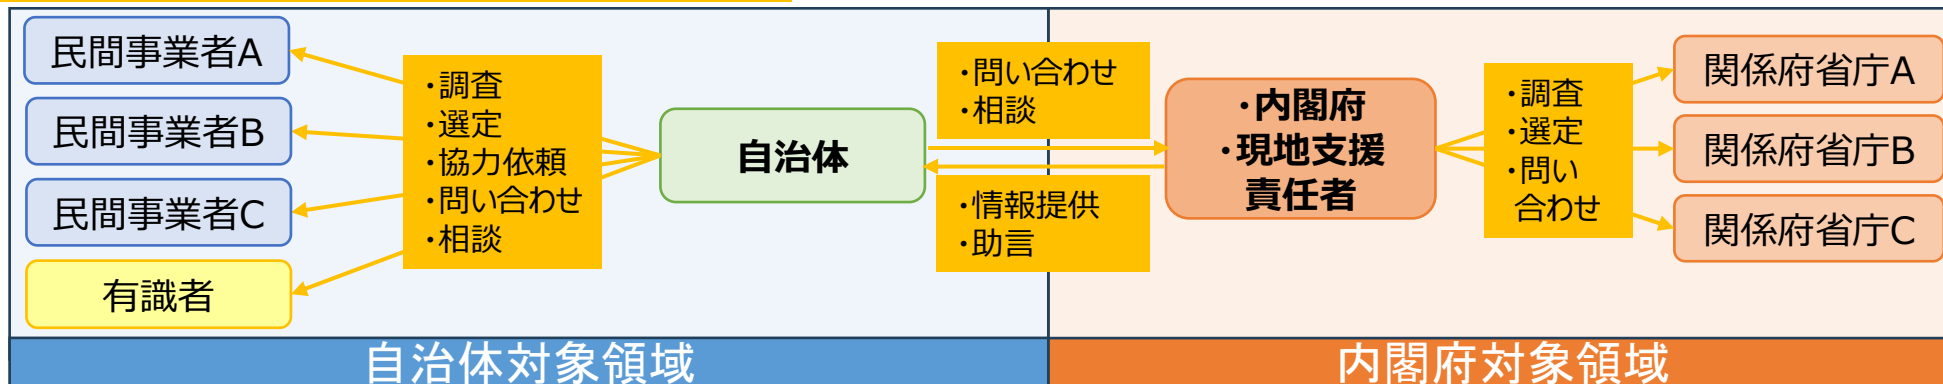 民間事業者A
民間事業者B
民間事業者C
有識者
・調査
・選定
・協力依頼
・問い合わせ
・相談
自治体
・問い合わせ
・相談
・情報提供
・助言
・内閣府
・現地支援
責任者
・調査
・選定
・問い
合わせ
関係府省庁A
関係府省庁B
関係府省庁C
自治体対象領域
内閣府対象領域